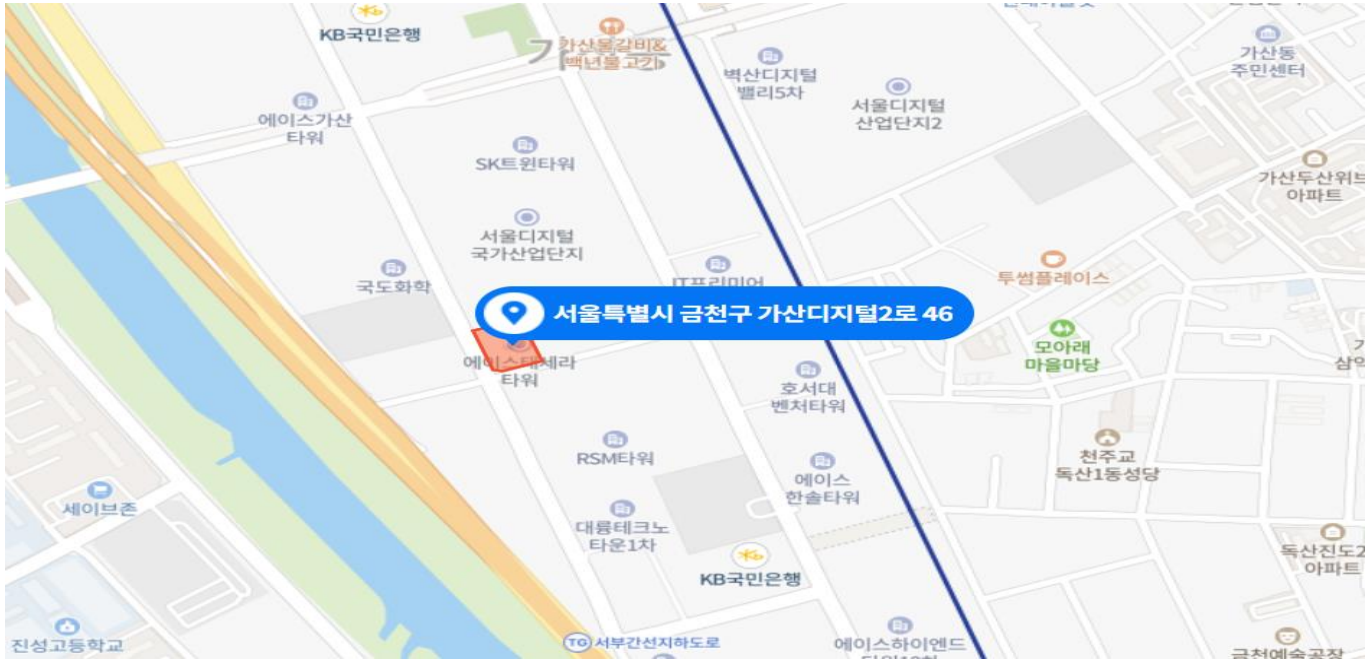 KB국민은행
가산물갈비&
백년불고기
벽산디지털
밸리5차
가산동
주민센터
에이스가산
타워
서울디지털
산업단지2
SK트윈타워
가산두산위브
아파트
서울디지털
국가산업단지
국도화학
IT프리미어
투썸플레이스
서울특별시 금천구 가산디지털2로 46
에이스테세라
타워
모아래
마을마당
호서대
벤처타워
RSM타워
천주교
독산1동성당
에이스
한솔타워
세이브존
대륭테크노
타운1차
독산진도2
아파트
KB국민은행
진성고등학교
TG 서부간선지하도로
에이스하이엔드
금천예술공장